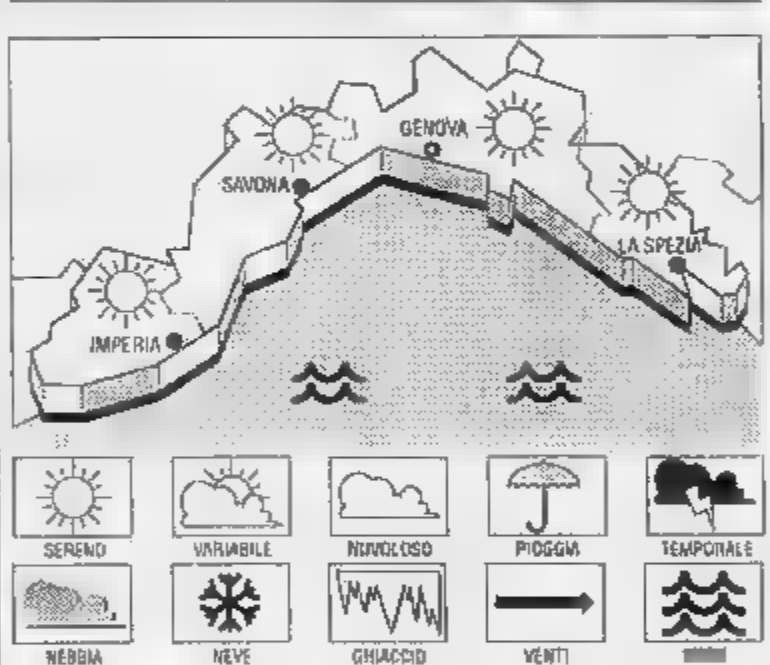 GENOVA
SAVONA
LA SPEZIA
IMPERIA
SERENO VARIABILE NUVOLOSO PIOGGIA TEMPORALE
NEBBIA NEVE GHIACCIO VENTI